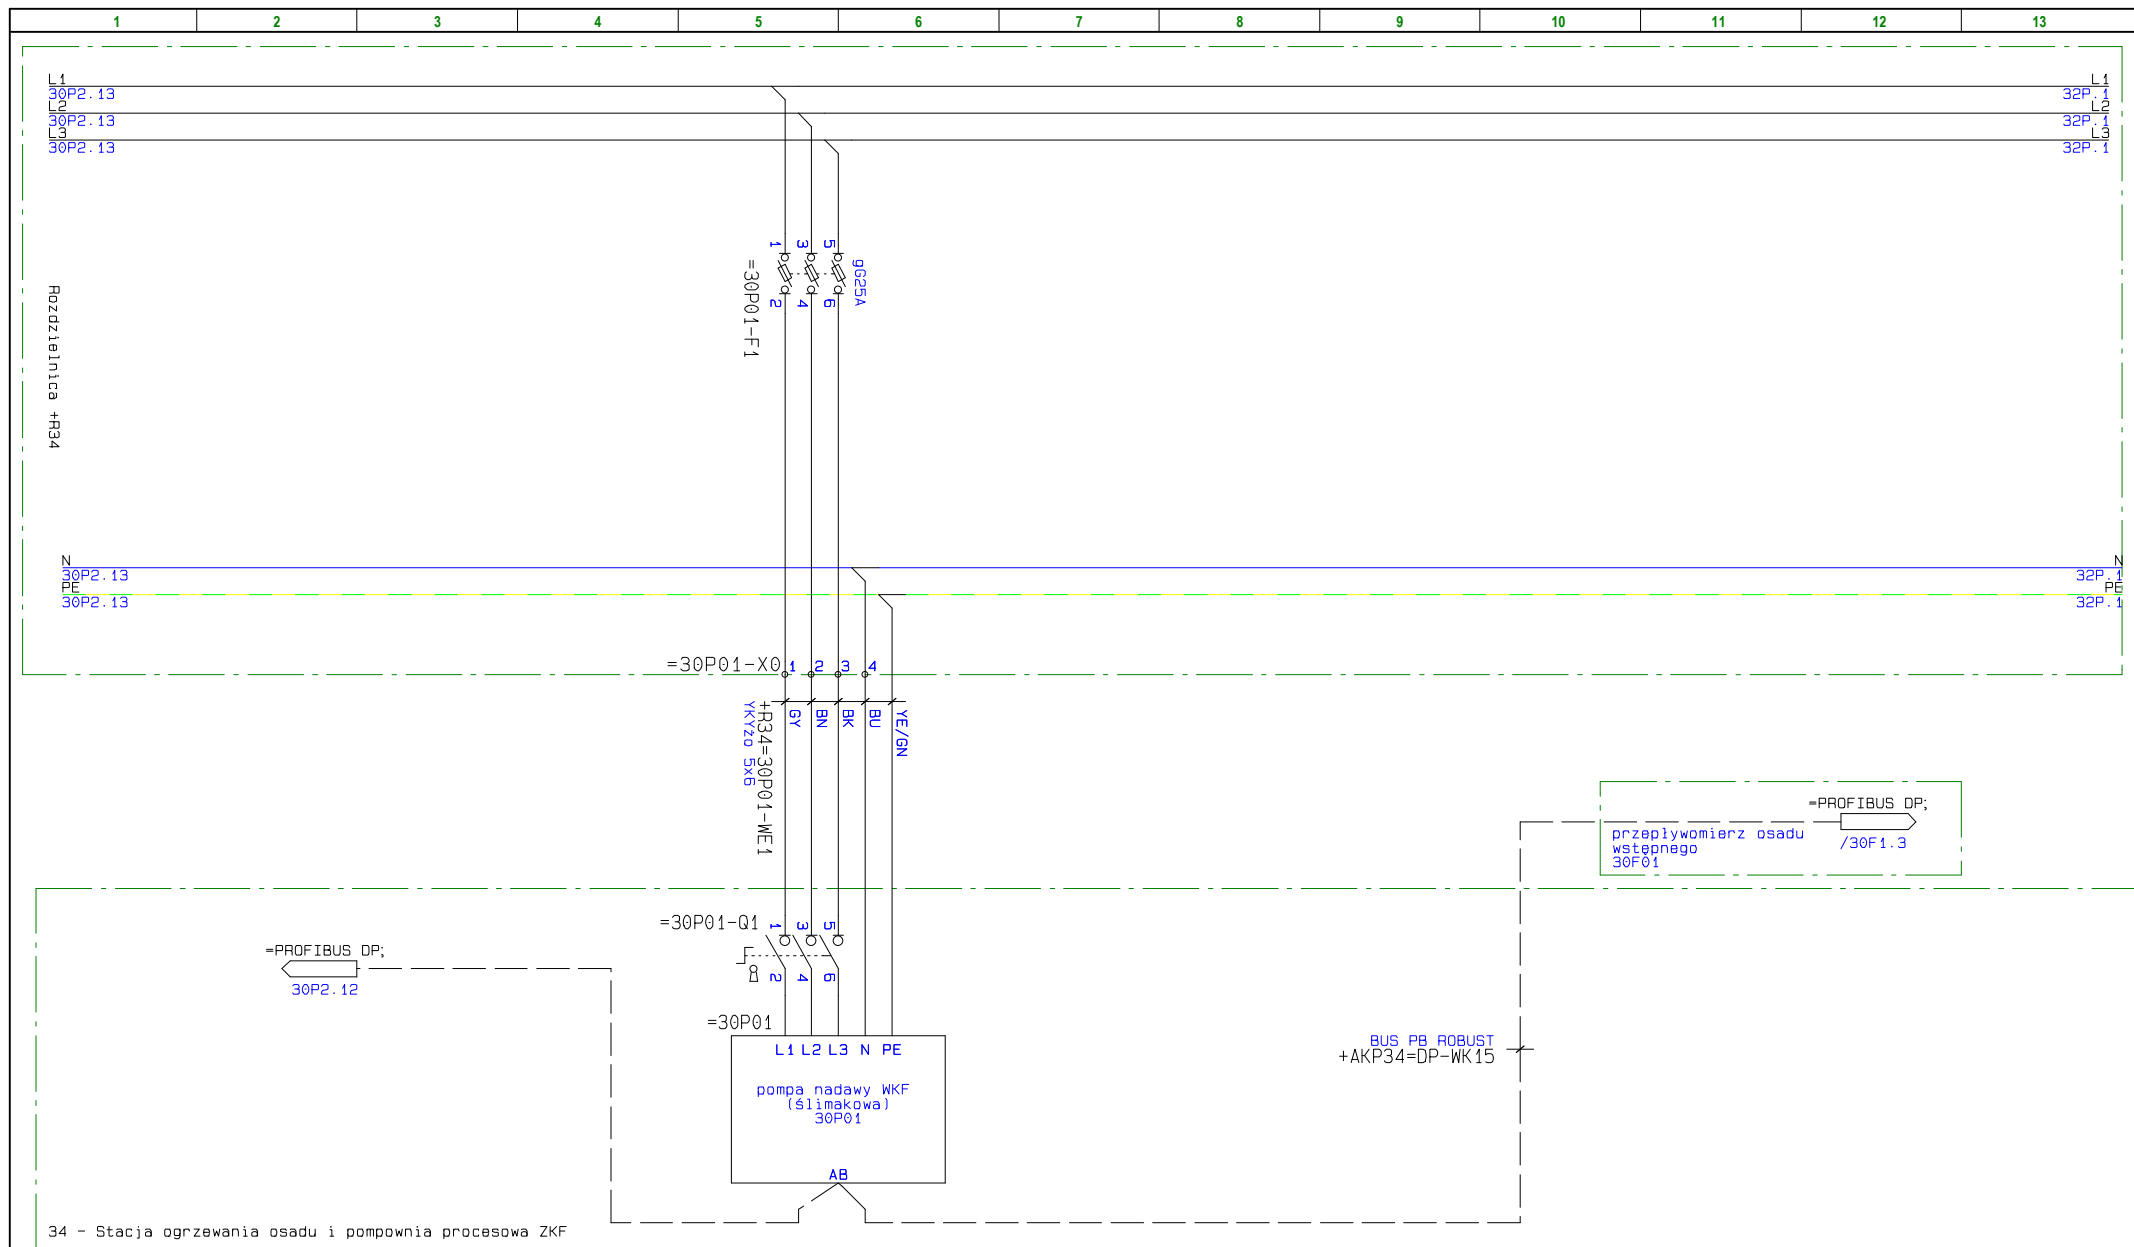 1 2 3 4 5 6 7 8 9 10 11 12 13
L1
30P2.13
L2
30P2.13
L3
30P2.13
L1
32P.1
L2
32P.1
L3
32P.1
1 3 5
gG25A
=30P01-F1
2 4 6
Rozdzielnica +R34
N
30P2.13
PE
30P2.13
N
32P.1
PE
32P.1
=30P01-X0 1 2 3 4
GY BN BK BU YE/GN
+R34=30P01-WE1
YKYżo 5x6
=PROFIBUS DP;
przepływomierz osadu
wstępnego
30F01
/30F1.3
=30P01-Q1 1 3 5
2 4 6
=PROFIBUS DP;
30P2.12
=30P01
L1 L2 L3 N PE
pompa nadawy WKF
(ślimakowa)
30P01
AB
BUS PB ROBUST
+AKP34=DP-WK15
34 - Stacja ogrzewania osadu i pompownia procesowa ZKF